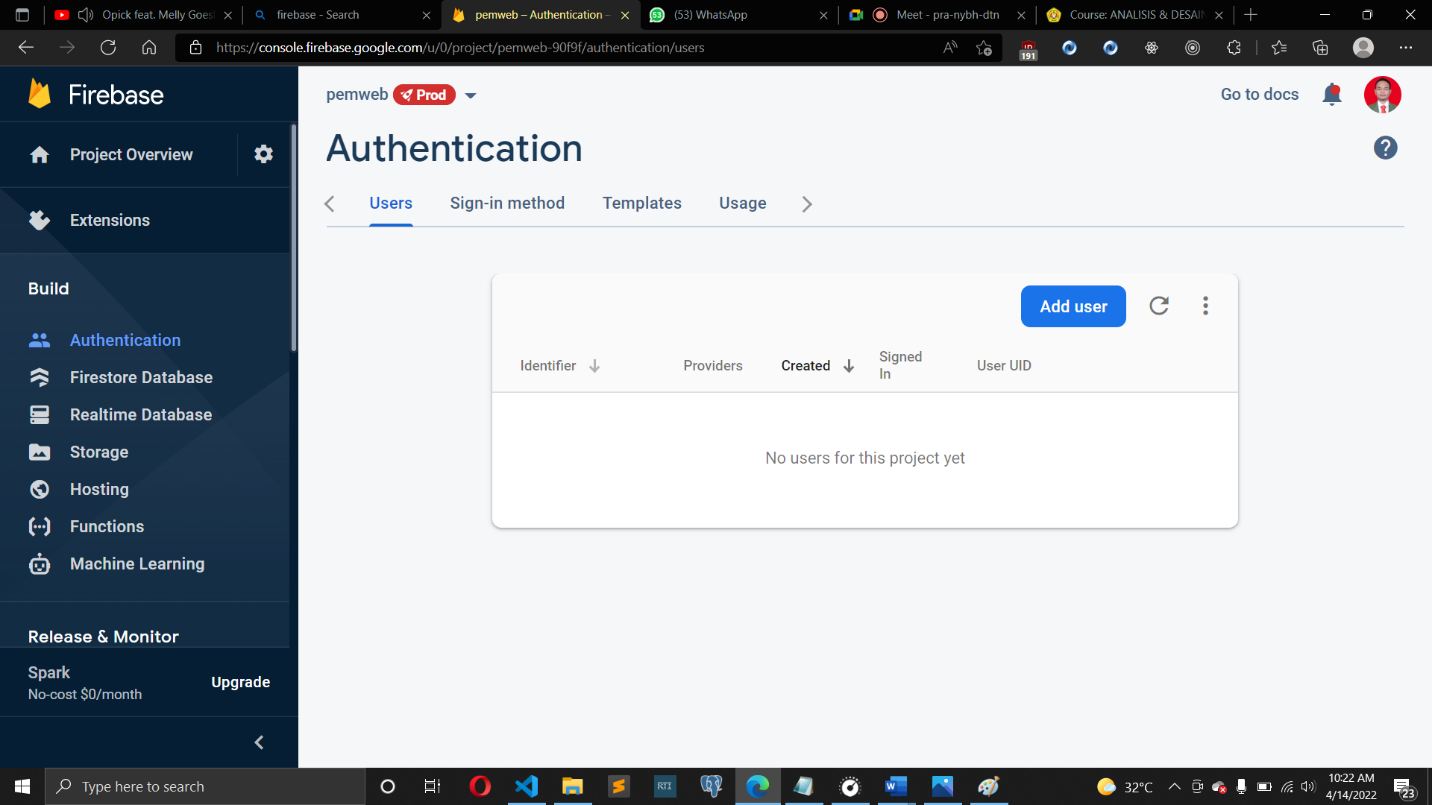 Opick feat. Melly Goes
firebase - Search
pemweb – Authentication –
53
(53) WhatsApp
Meet - pra-nybh-dtn
Course: ANALISIS & DESAIN
https://console.firebase.google.com/u/0/project/pemweb-90f9f/authentication/users
191
Firebase
Project Overview
Extensions
Build
Authentication
Firestore Database
Realtime Database
Storage
Hosting
Functions
Machine Learning
Release & Monitor
Spark
No-cost $0/month
Upgrade
pemweb
Prod
Go to docs
Authentication
?
Users
Sign-in method
Templates
Usage
Add user
Identifier
Providers
Created
Signed
In
User UID
No users for this project yet
Type here to search
RTI
32°C
10:22 AM
4/14/2022
23